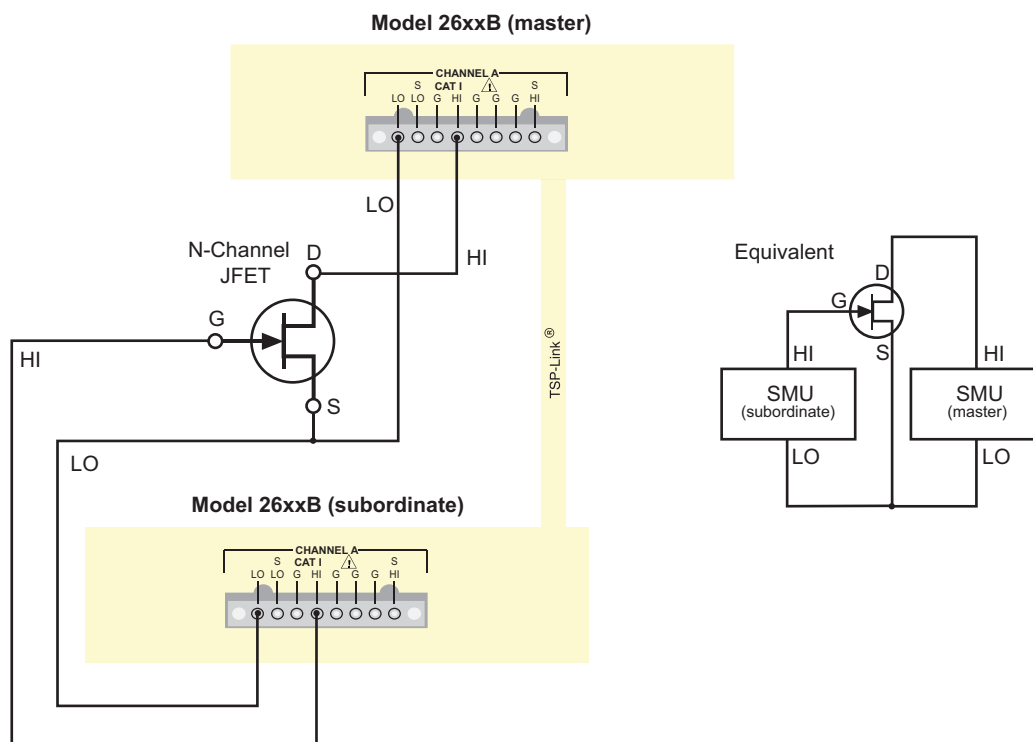 Model 26xxB (master)
CHANNEL A
S CAT I S
LO LO G HI G G G HI
LO
HI
N-Channel
JFET
D
G
HI
S
LO
TSP-Link®
Equivalent
D
G
S
HI
HI
SMU
(subordinate)
SMU
(master)
LO
LO
Model 26xxB (subordinate)
CHANNEL A
S CAT I S
LO LO G HI G G G HI